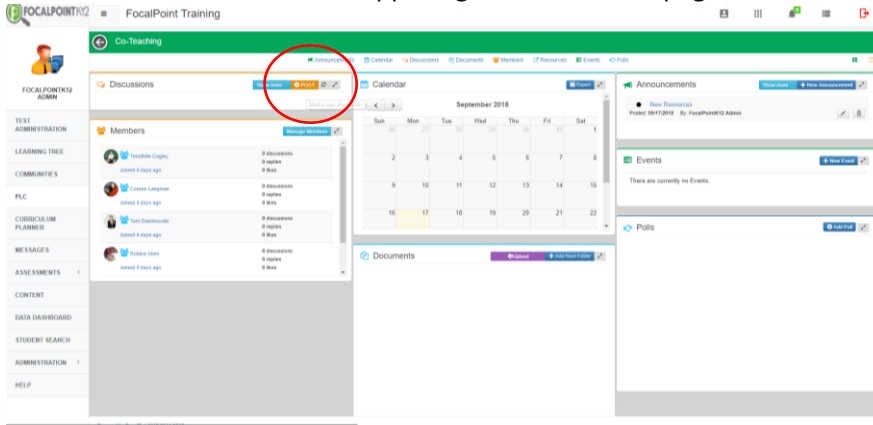 FOCALPOINTK12
FocalPoint Training
Co-Teaching
Announcements Calendar Discussions Documents Members Resources Events Polls
FOCALPOINTK12
ADMIN
TEST
ADMINISTRATION
LEARNING TREE
COMMUNITIES
PLC
CURRICULUM
PLANNER
MESSAGES
ASSESSMENTS
CONTENT
DATA DASHBOARD
STUDENT SEARCH
ADMINISTRATION
HELP
Discussions
Show more POST
Start a new discussion
Members
Manage Members
Timothée Cogley
Joined 4 days ago
0 discussions
0 replies
0 likes
Connie Langman
Joined 4 days ago
0 discussions
0 replies
0 likes
Terri Dominowski
Joined 4 days ago
0 discussions
0 replies
0 likes
Joined 4 days ago
0 discussions
0 replies
0 likes
Calendar
Export
September 2018
Sun Mon Tue Wed Thu Fri Sat
26 27 28 29 30 31 1
2 3 4 5 6 7 8
9 10 11 12 13 14 15
16 17 18 19 20 21 22
Documents
Upload + Add Root Folder
Announcements
Show more + New Announcement
New Resources
Posted: 09/17/2018 By: FocalPointK12 Admin
Events
+ New Event
There are currently no Events.
Polls
Add Poll